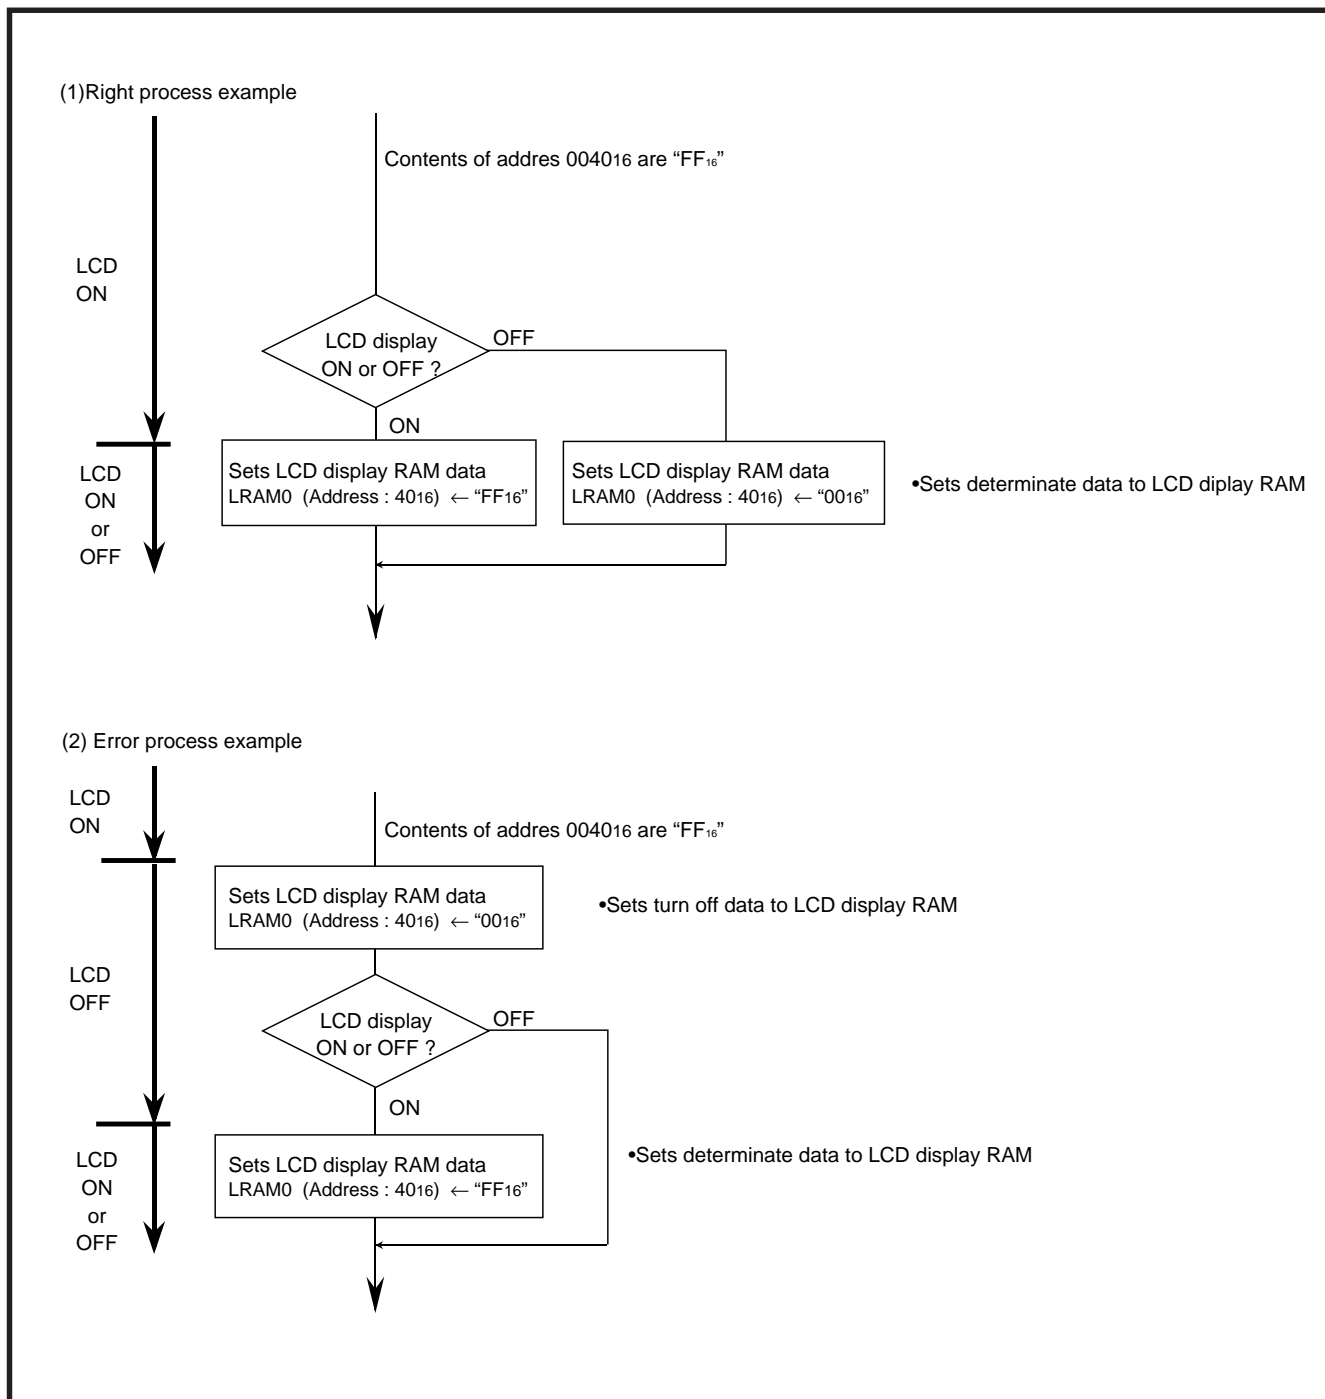 (1)Right process example
Contents of addres 004016 are “FF16”
LCD
ON
LCD display
ON or OFF ?
OFF
ON
LCD
ON
or
OFF
Sets LCD display RAM data
LRAM0 (Address : 4016) ← “FF16”
Sets LCD display RAM data
LRAM0 (Address : 4016) ← “0016”
•Sets determinate data to LCD diplay RAM
(2) Error process example
LCD
ON
Contents of addres 004016 are “FF16”
Sets LCD display RAM data
LRAM0 (Address : 4016) ← “0016”
•Sets turn off data to LCD display RAM
LCD
OFF
LCD display
ON or OFF ?
OFF
ON
LCD
ON
or
OFF
Sets LCD display RAM data
LRAM0 (Address : 4016) ← “FF16”
•Sets determinate data to LCD display RAM